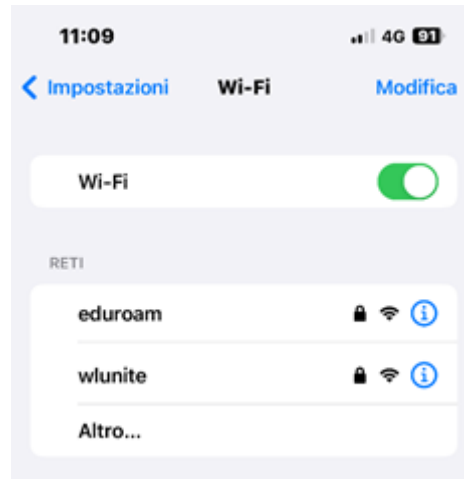 11:09 4G 91
Impostazioni Wi-Fi Modifica
Wi-Fi
RETI
eduroam
wlunite
Altro...